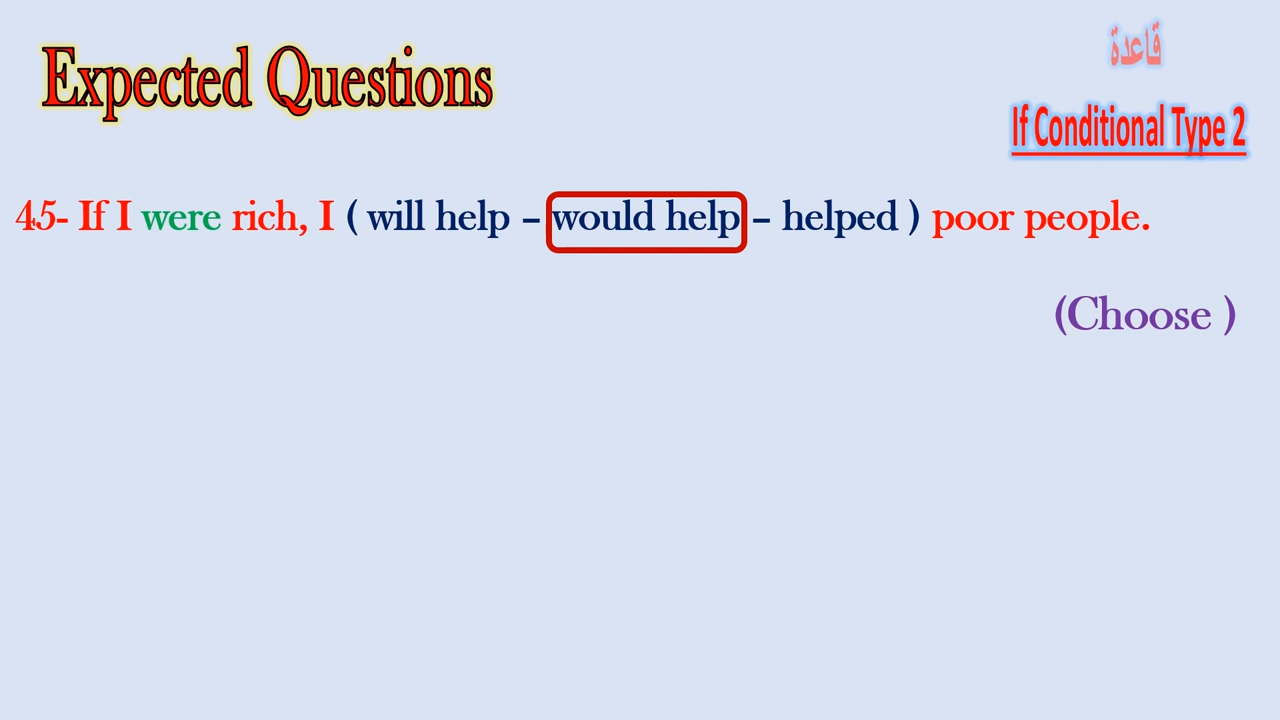 Expected Questions
قاعدة
If Conditional Type 2
45- If I were rich, I ( will help – would help – helped ) poor people.
(Choose )